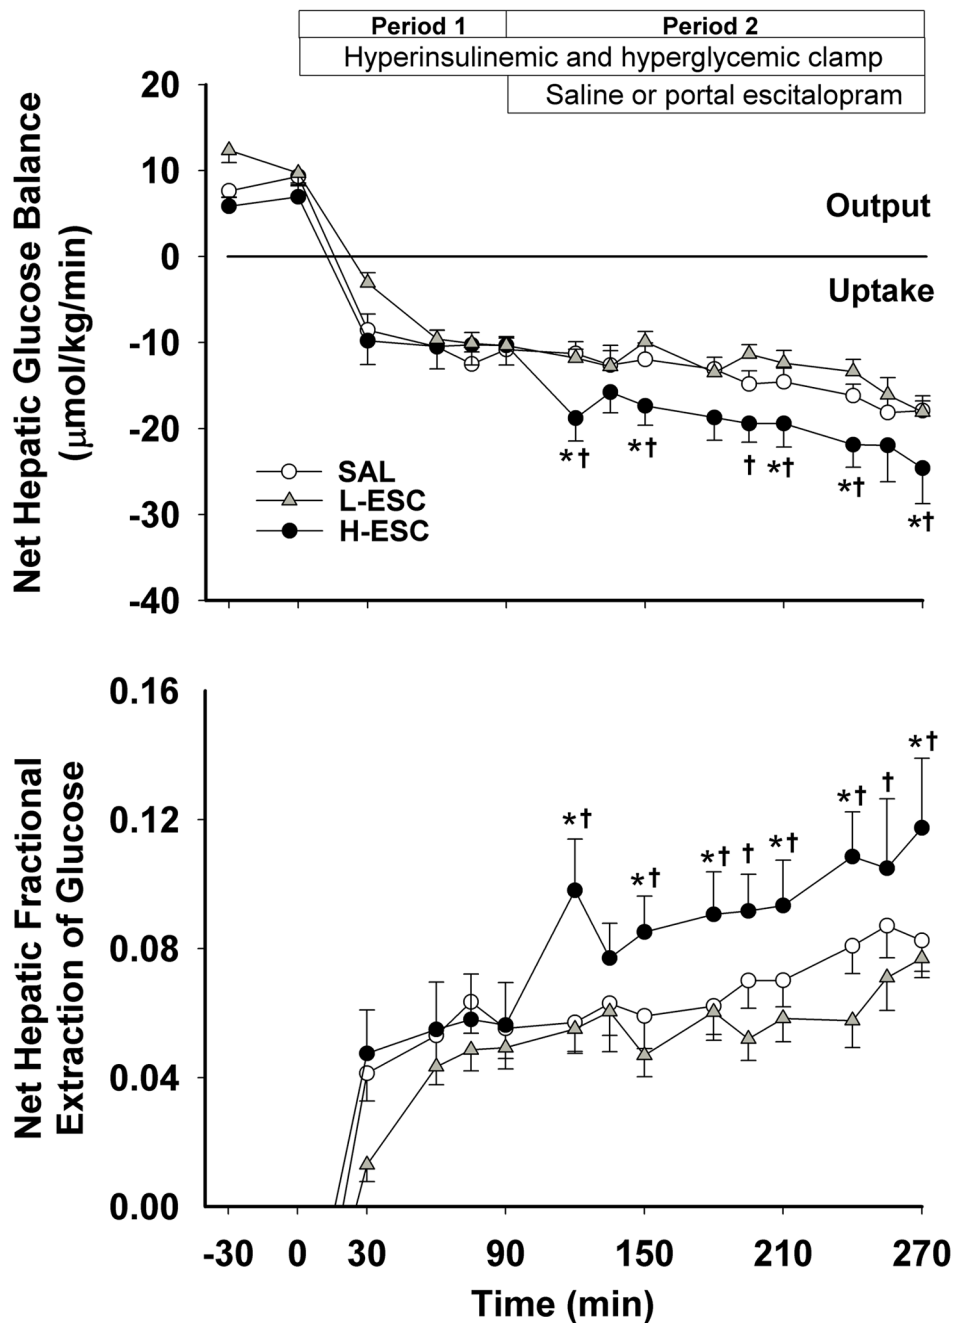 Period 1 Period 2
Hyperinsulinemic and hyperglycemic clamp
Saline or portal escitalopram
Net Hepatic Glucose Balance
(μmol/kg/min)
20
10
0
-10
-20
-30
-40
Output
Uptake
*† *† † *† *† *†
SAL
L-ESC
H-ESC
Net Hepatic Fractional
Extraction of Glucose
0.16
0.12
0.08
0.04
0.00
*† *† *† † *† *† † *†
-30 0 30 90 150 210 270
Time (min)